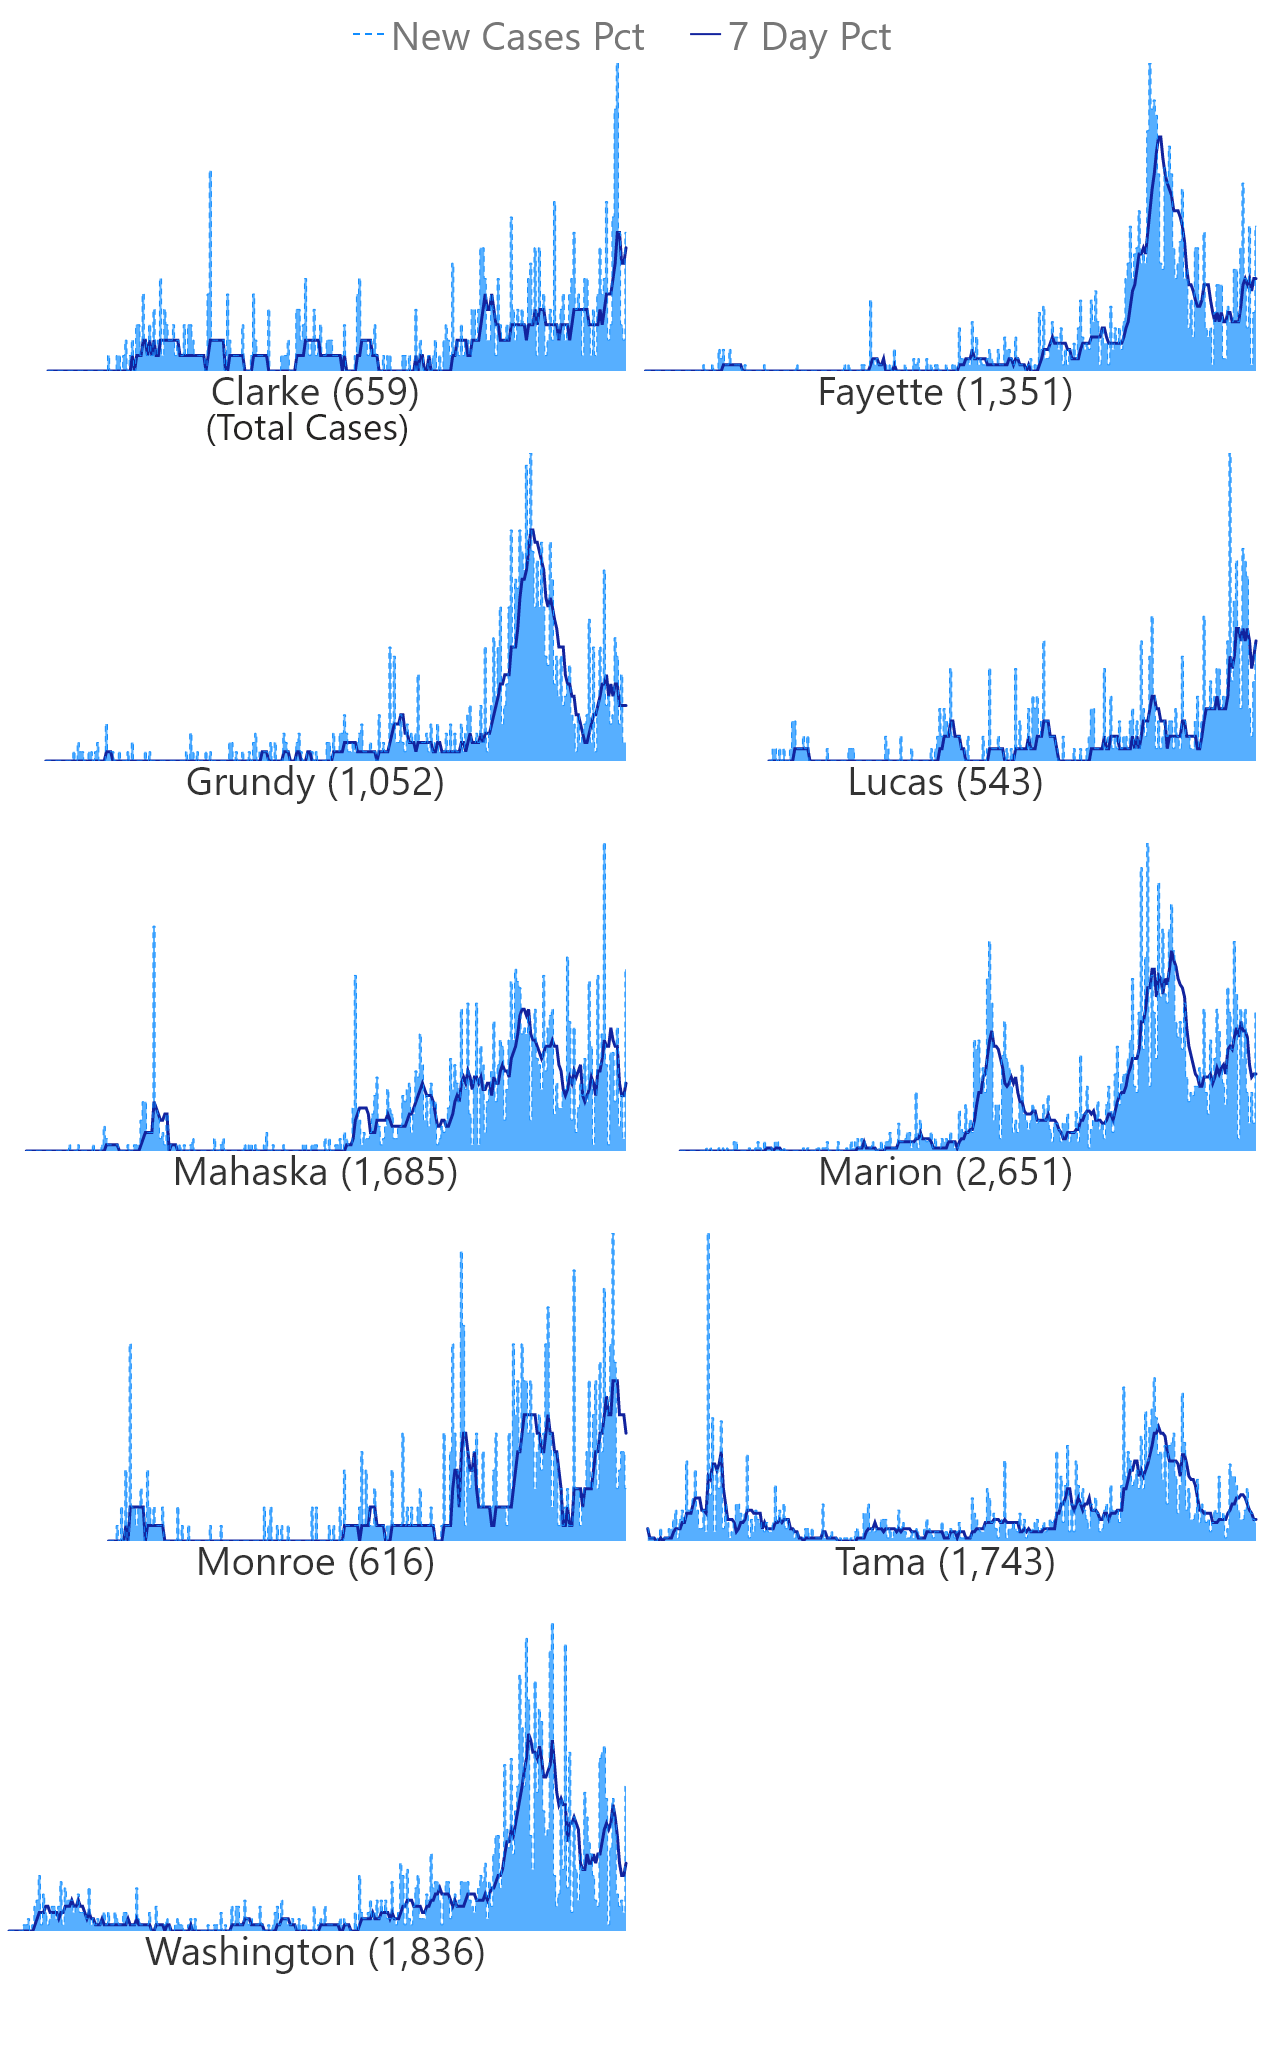 New Cases Pct 7 Day Pct
Clarke (659) Fayette (1,351)
(Total Cases)
Grundy (1,052) Lucas (543)
Mahaska (1,685) Marion (2,651)
Monroe (616) Tama (1,743)
Washington (1,836)